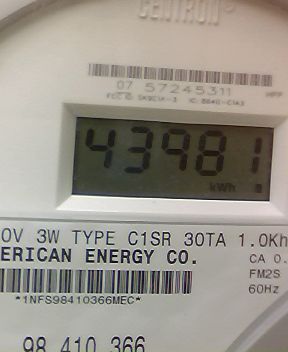 CENTRON®
07 57245311
43981
kWh
0V 3W TYPE C1SR 30TA 1.0Kh
ERICAN ENERGY CO.
CA 0.
FM2S
60Hz
*1NFS98410366MEC*
98 410 366